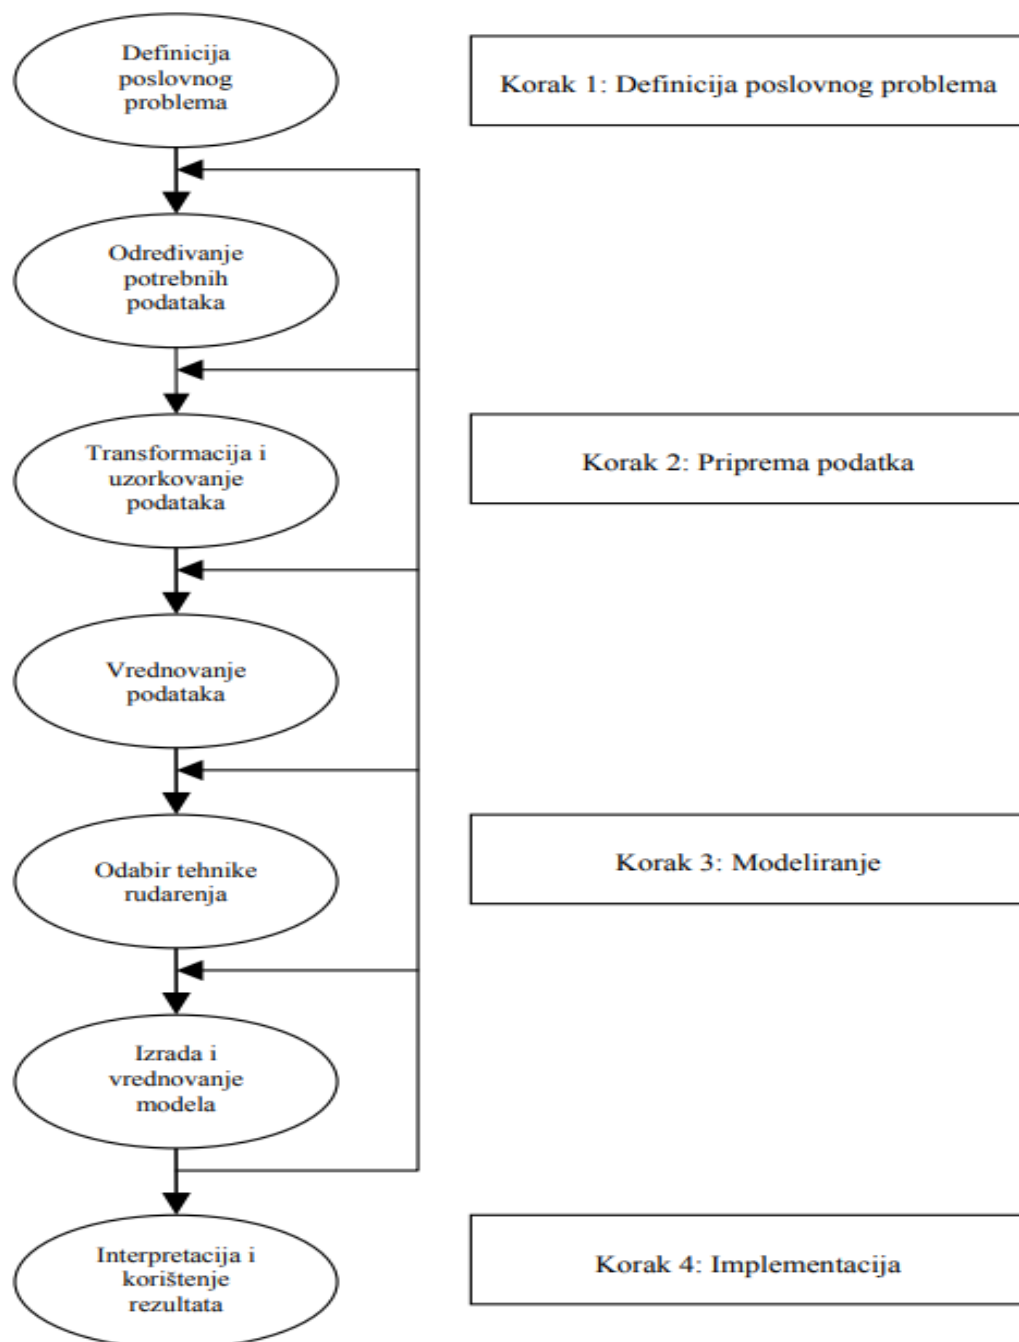 Definicija
poslovnog
problema
Korak 1: Definicija poslovnog problema
Određivanje
potrebnih
podataka
Transformacija i
uzorkovanje
podataka
Korak 2: Priprema podatka
Vrednovanje
podataka
Odabir tehnike
rudarenja
Korak 3: Modeliranje
Izrada i
vrednovanje
modela
Interpretacija i
korištenje
rezultata
Korak 4: Implementacija